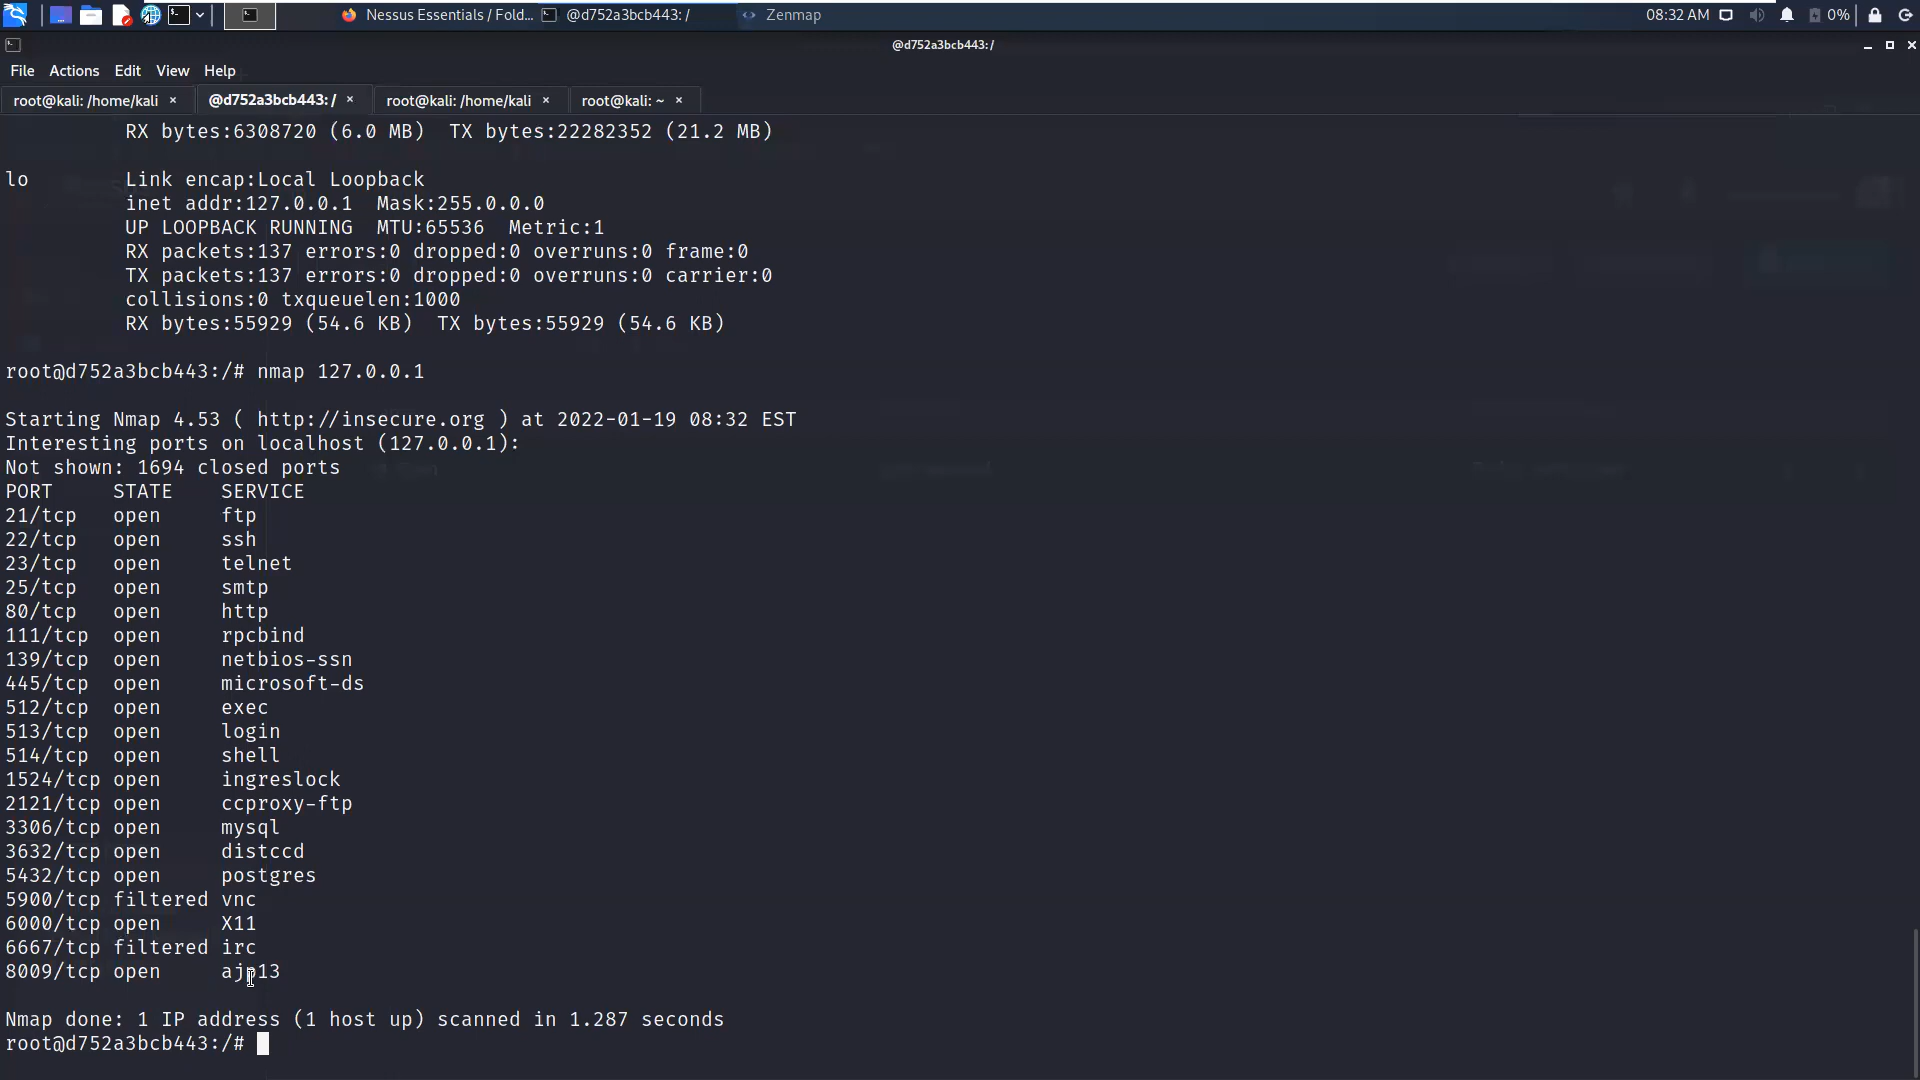 Nessus Essentials / Fold... @d752a3bcb443: / Zenmap 08:32 AM 0%
@d752a3bcb443: /
File Actions Edit View Help
root@kali: /home/kali × @d752a3bcb443: / × root@kali: /home/kali × root@kali: ~ ×
RX bytes:6308720 (6.0 MB) TX bytes:22282352 (21.2 MB)
lo Link encap:Local Loopback
inet addr:127.0.0.1 Mask:255.0.0.0
UP LOOPBACK RUNNING MTU:65536 Metric:1
RX packets:137 errors:0 dropped:0 overruns:0 frame:0
TX packets:137 errors:0 dropped:0 overruns:0 carrier:0
collisions:0 txqueuelen:1000
RX bytes:55929 (54.6 KB) TX bytes:55929 (54.6 KB)
root@d752a3bcb443:/# nmap 127.0.0.1
Starting Nmap 4.53 ( http://insecure.org ) at 2022-01-19 08:32 EST
Interesting ports on localhost (127.0.0.1):
Not shown: 1694 closed ports
PORT STATE SERVICE
21/tcp open ftp
22/tcp open ssh
23/tcp open telnet
25/tcp open smtp
80/tcp open http
111/tcp open rpcbind
139/tcp open netbios-ssn
445/tcp open microsoft-ds
512/tcp open exec
513/tcp open login
514/tcp open shell
1524/tcp open ingreslock
2121/tcp open ccproxy-ftp
3306/tcp open mysql
3632/tcp open distccd
5432/tcp open postgres
5900/tcp filtered vnc
6000/tcp open X11
6667/tcp filtered irc
8009/tcp open ajp13
Nmap done: 1 IP address (1 host up) scanned in 1.287 seconds
root@d752a3bcb443:/#